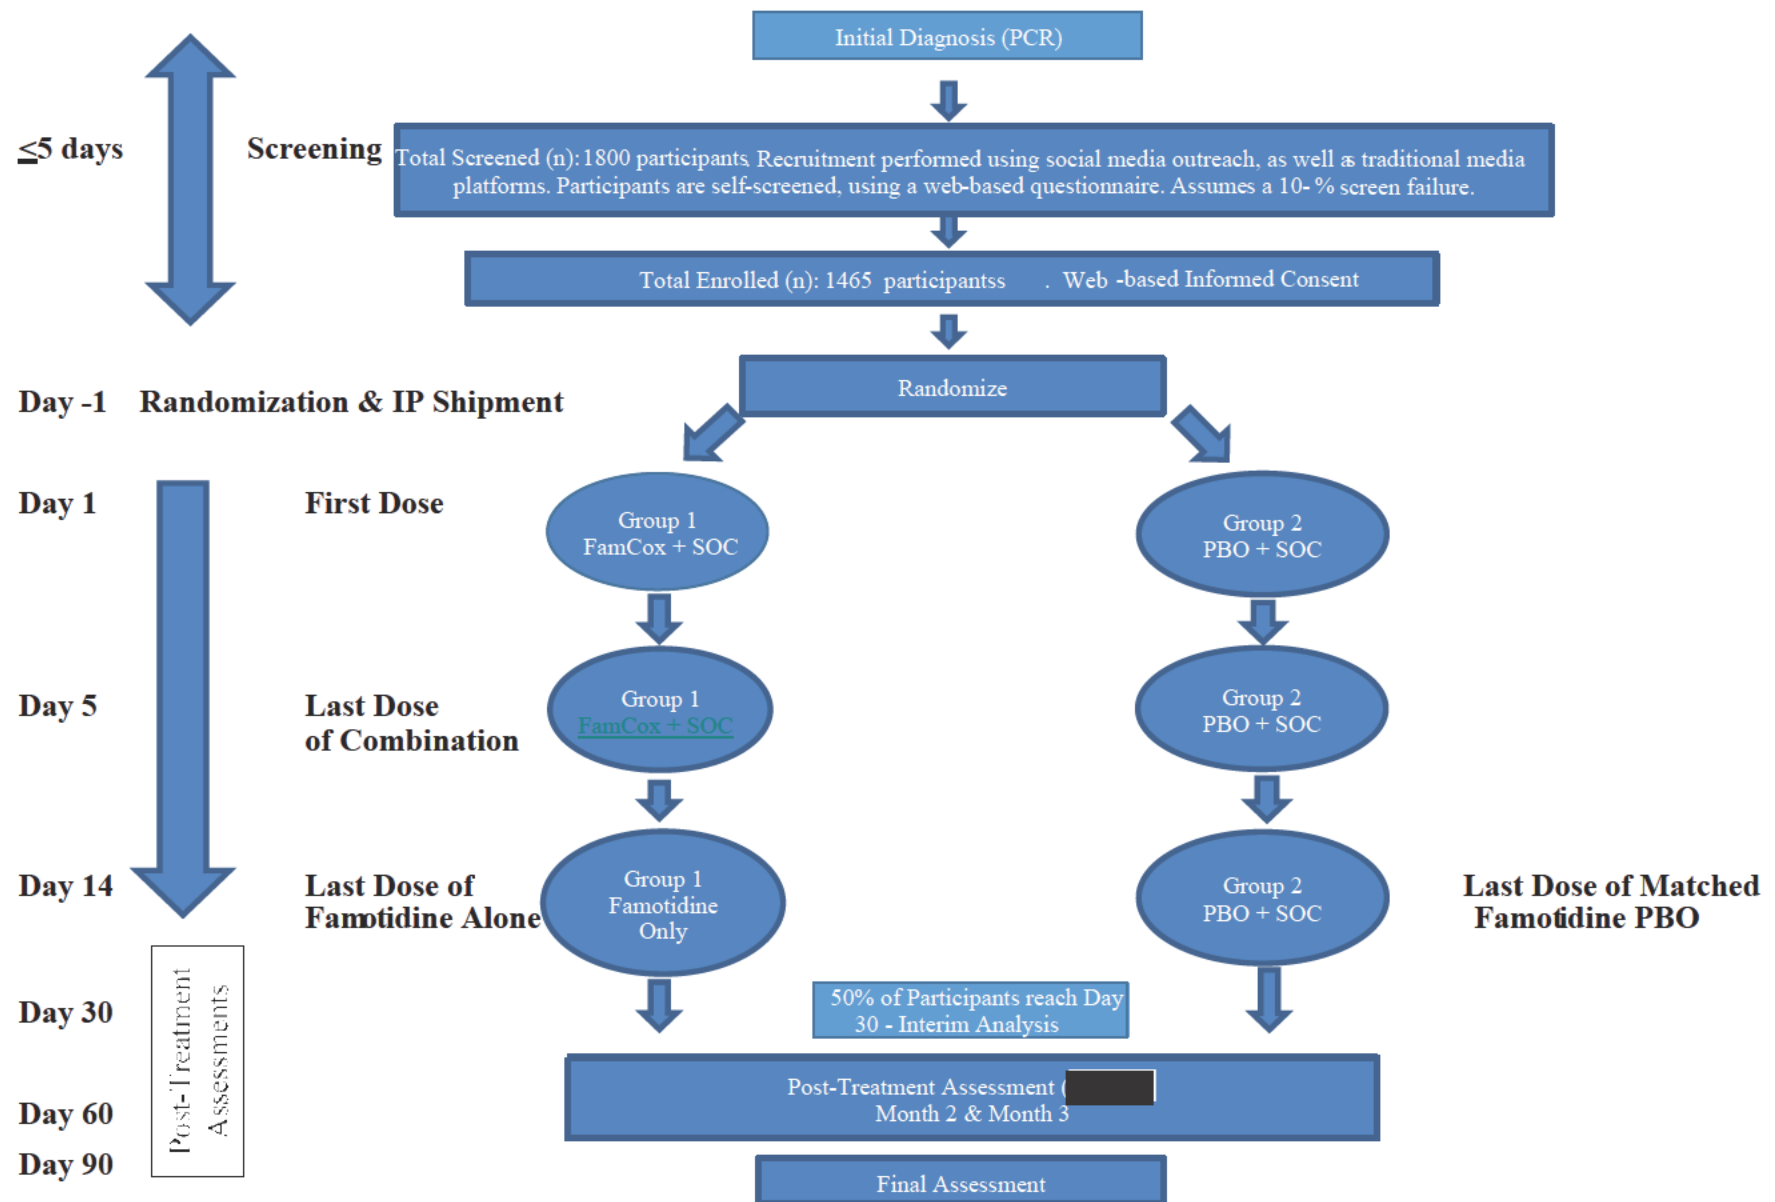 Initial Diagnosis (PCR)
≤5 days
Screening
Total Screened (n): 1800 participants. Recruitment performed using social media outreach, as well as traditional media
platforms. Participants are self-screened, using a web-based questionnaire. Assumes a 10- % screen failure.
Total Enrolled (n): 1465 participantss . Web -based Informed Consent
Day -1 Randomization & IP Shipment
Randomize
Day 1
First Dose
Group 1
FamCox + SOC
Group 2
PBO + SOC
Day 5
Last Dose
of Combination
Group 1
FamCox + SOC
Group 2
PBO + SOC
Day 14
Last Dose of
Famotidine Alone
Group 1
Famotidine
Only
Group 2
PBO + SOC
Last Dose of Matched
Famotidine PBO
Post-Treatment
Assessments
Day 30
50% of Participants reach Day
30 - Interim Analysis
Day 60
Post-Treatment Assessment (
Month 2 & Month 3
Day 90
Final Assessment